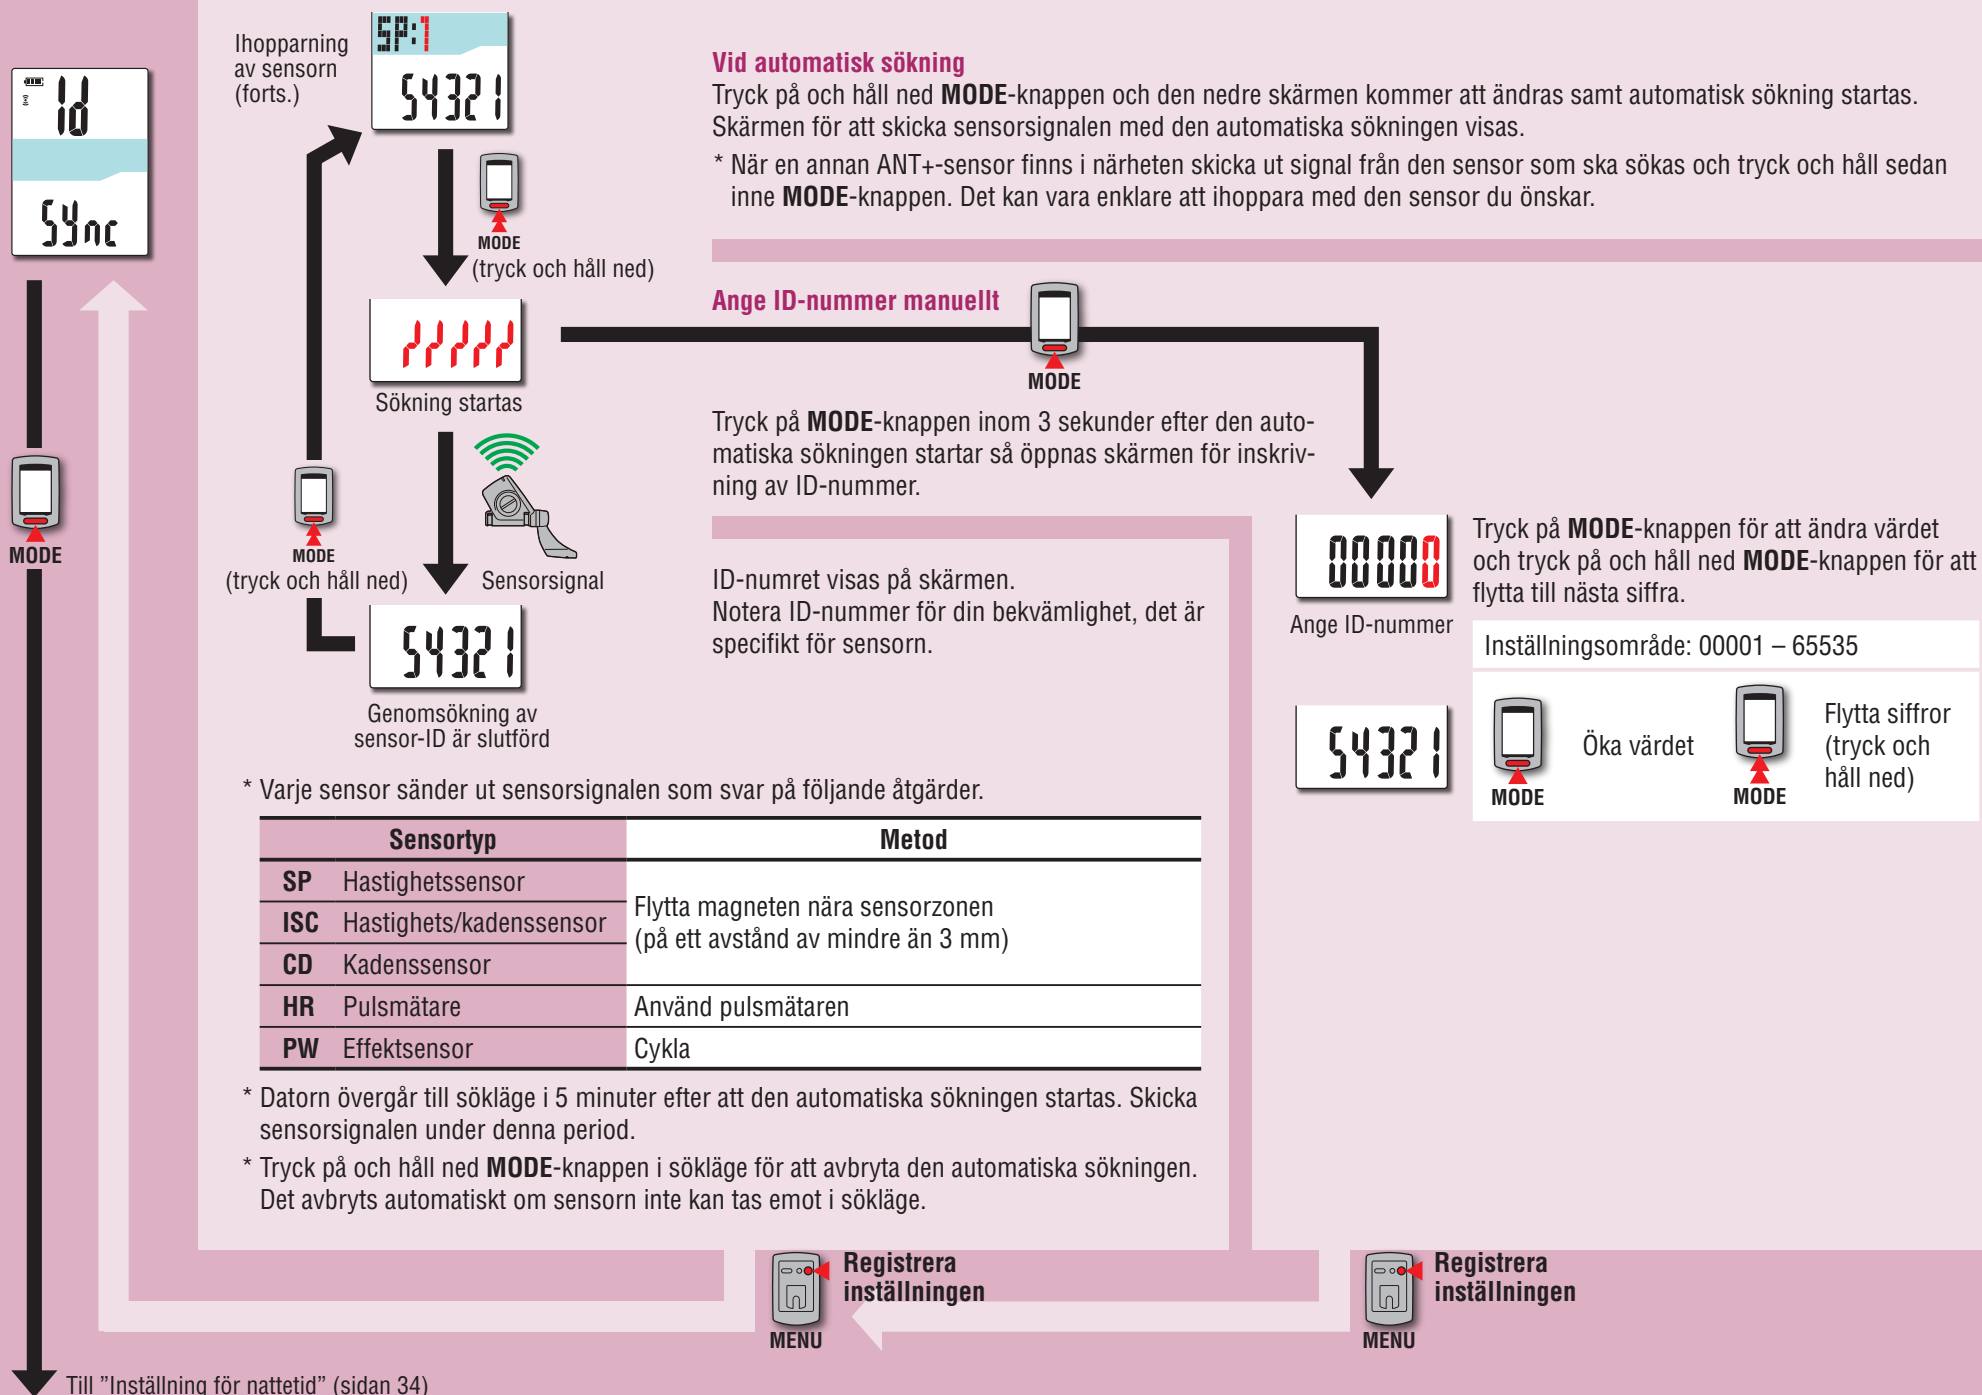 Id
Sync
MODE
Ihopparning
av sensorn
(forts.)
SP:1
54321
MODE
(tryck och håll ned)
Sökning startas
MODE
(tryck och håll ned)
Sensorsignal
54321
Genomsökning av
sensor-ID är slutförd
Vid automatisk sökning
Tryck på och håll ned MODE-knappen och den nedre skärmen kommer att ändras samt automatisk sökning startas.
Skärmen för att skicka sensorsignalen med den automatiska sökningen visas.
* När en annan ANT+-sensor finns i närheten skicka ut signal från den sensor som ska sökas och tryck och håll sedan
inne MODE-knappen. Det kan vara enklare att ihoppara med den sensor du önskar.
Ange ID-nummer manuellt
MODE
Tryck på MODE-knappen inom 3 sekunder efter den auto-
matiska sökningen startar så öppnas skärmen för inskriv-
ning av ID-nummer.
ID-numret visas på skärmen.
Notera ID-nummer för din bekvämlighet, det är
specifikt för sensorn.
00000
Ange ID-nummer
54321
Tryck på MODE-knappen för att ändra värdet
och tryck på och håll ned MODE-knappen för att
flytta till nästa siffra.
Inställningsområde: 00001 – 65535
MODE
Öka värdet
MODE
Flytta siffror
(tryck och
håll ned)
* Varje sensor sänder ut sensorsignalen som svar på följande åtgärder.
Sensortyp Metod
SP Hastighetssensor
ISC Hastighets/kadenssensor
CD Kadenssensor
Flytta magneten nära sensorzonen
(på ett avstånd av mindre än 3 mm)
HR Pulsmätare Använd pulsmätaren
PW Effektsensor Cykla
* Datorn övergår till sökläge i 5 minuter efter att den automatiska sökningen startas. Skicka
sensorsignalen under denna period.
* Tryck på och håll ned MODE-knappen i sökläge för att avbryta den automatiska sökningen.
Det avbryts automatiskt om sensorn inte kan tas emot i sökläge.
MENU
Registrera
inställningen
MENU
Registrera
inställningen
Till ”Inställning för nattetid” (sidan 34)